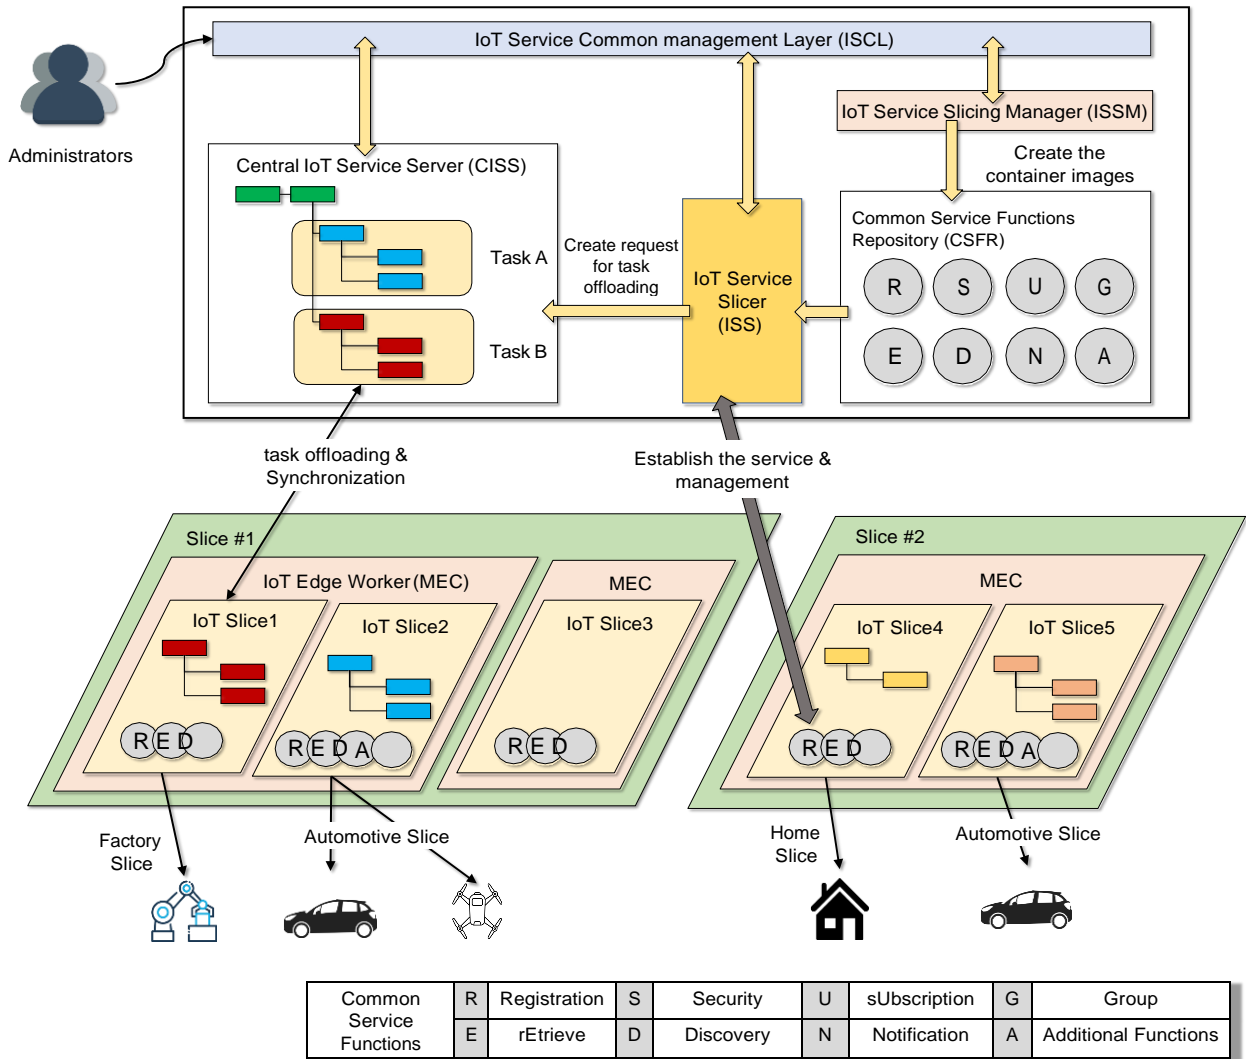 IoT Service Common management Layer (ISCL)
Administrators
IoT Service Slicing Manager (ISSM)
Create the
container images
Central IoT Service Server (CISS)
Task A
Task B
Create request
for task
offloading
IoT Service
Slicer
(ISS)
Common Service Functions
Repository (CSFR)
R S U G
E D N A
task offloading &
Synchronization
Establish the service &
management
Slice #1
IoT Edge Worker (MEC)
MEC
IoT Slice1
IoT Slice2
IoT Slice3
R E D
R E D A
R E D
Slice #2
MEC
IoT Slice4
IoT Slice5
R E D
R E D A
Factory
Slice
Automotive Slice
Home
Slice
Automotive Slice
Common
Service
Functions
R Registration S Security U sUbscription G Group
E rEtrieve D Discovery N Notification A Additional Functions